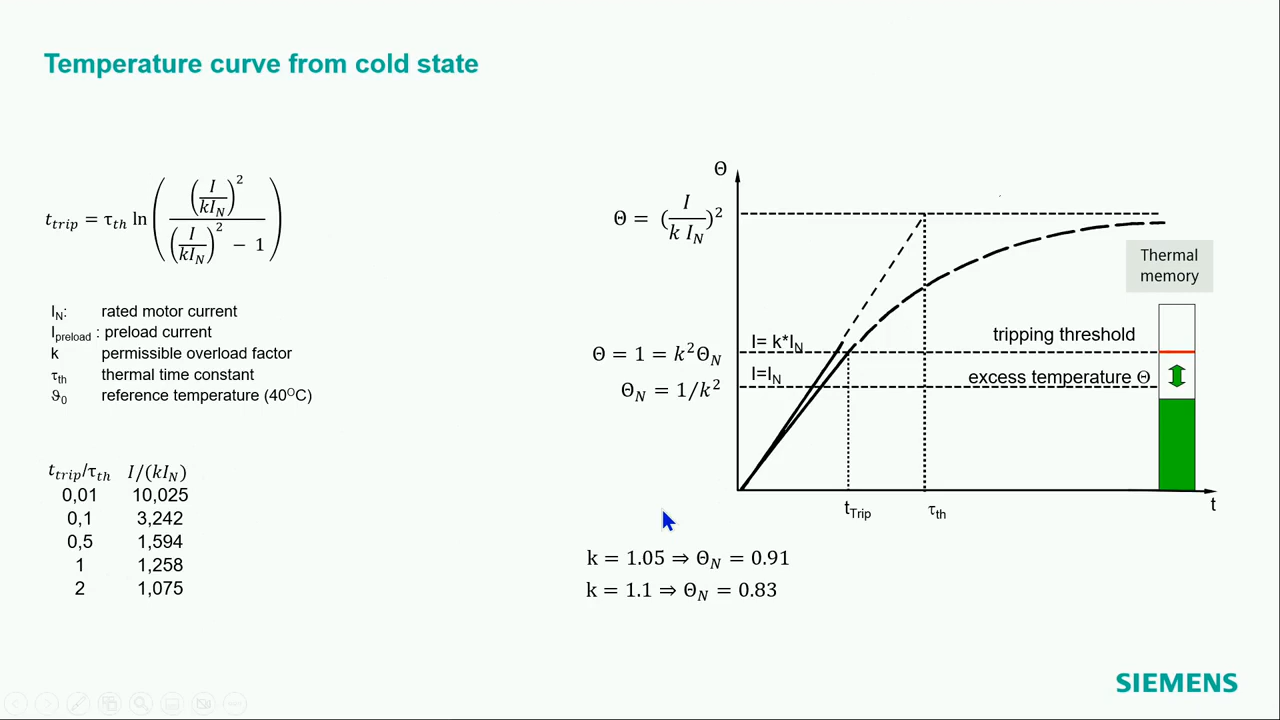 Temperature curve from cold state
t_trip = τ_th ln ( (I/(kI_N))^2 / ((I/(kI_N))^2 − 1) )
I_N: rated motor current
I_preload : preload current
k permissible overload factor
τ_th thermal time constant
ϑ_0 reference temperature (40^OC)
t_trip/τ_th I/(kI_N)
0,01 10,025
0,1 3,242
0,5 1,594
1 1,258
2 1,075
Θ
Θ = (I/(k I_N))^2
Thermal
memory
I= k*I_N
tripping threshold
Θ = 1 = k^2Θ_N
I=I_N
excess temperature Θ
Θ_N = 1/k^2
t_Trip
τ_th
t
k = 1.05 ⇒ Θ_N = 0.91
k = 1.1 ⇒ Θ_N = 0.83
SIEMENS